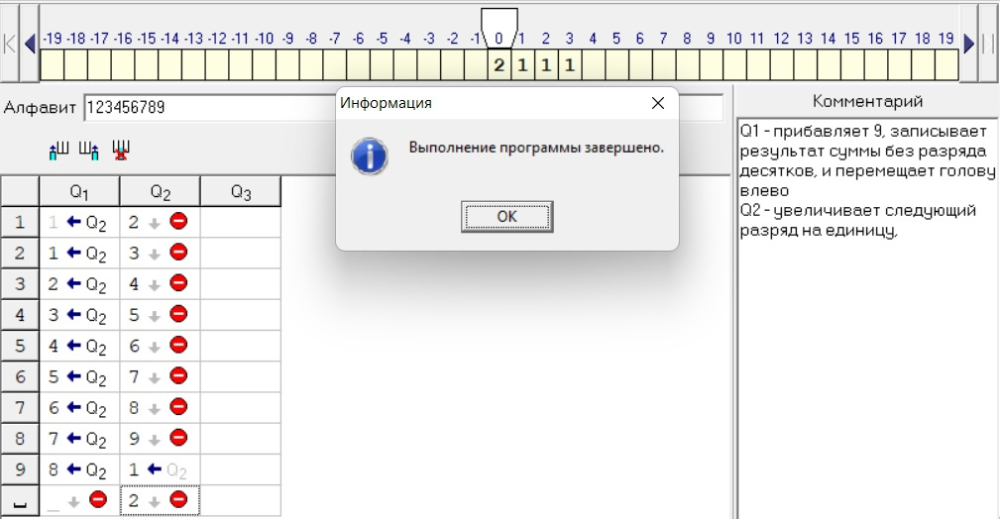 -19 -18 -17 -16 -15 -14 -13 -12 -11 -10 -9 -8 -7 -6 -5 -4 -3 -2 -1 0 1 2 3 4 5 6 7 8 9 10 11 12 13 14 15 16 17 18 19
2 1 1 1
Алфавит 123456789
Информация
Выполнение программы завершено.
OK
Комментарий
Q1 - прибавляет 9, записывает
результат суммы без разряда
десятков, и перемещает голову
влево
Q2 - увеличивает следующий
разряд на единицу,
Q1 Q2 Q3
1 1 ← Q2 2 ↓
2 1 ← Q2 3 ↓
3 2 ← Q2 4 ↓
4 3 ← Q2 5 ↓
5 4 ← Q2 6 ↓
6 5 ← Q2 7 ↓
7 6 ← Q2 8 ↓
8 7 ← Q2 9 ↓
9 8 ← Q2 1 ← Q2
␣ _ ↓ 2 ↓